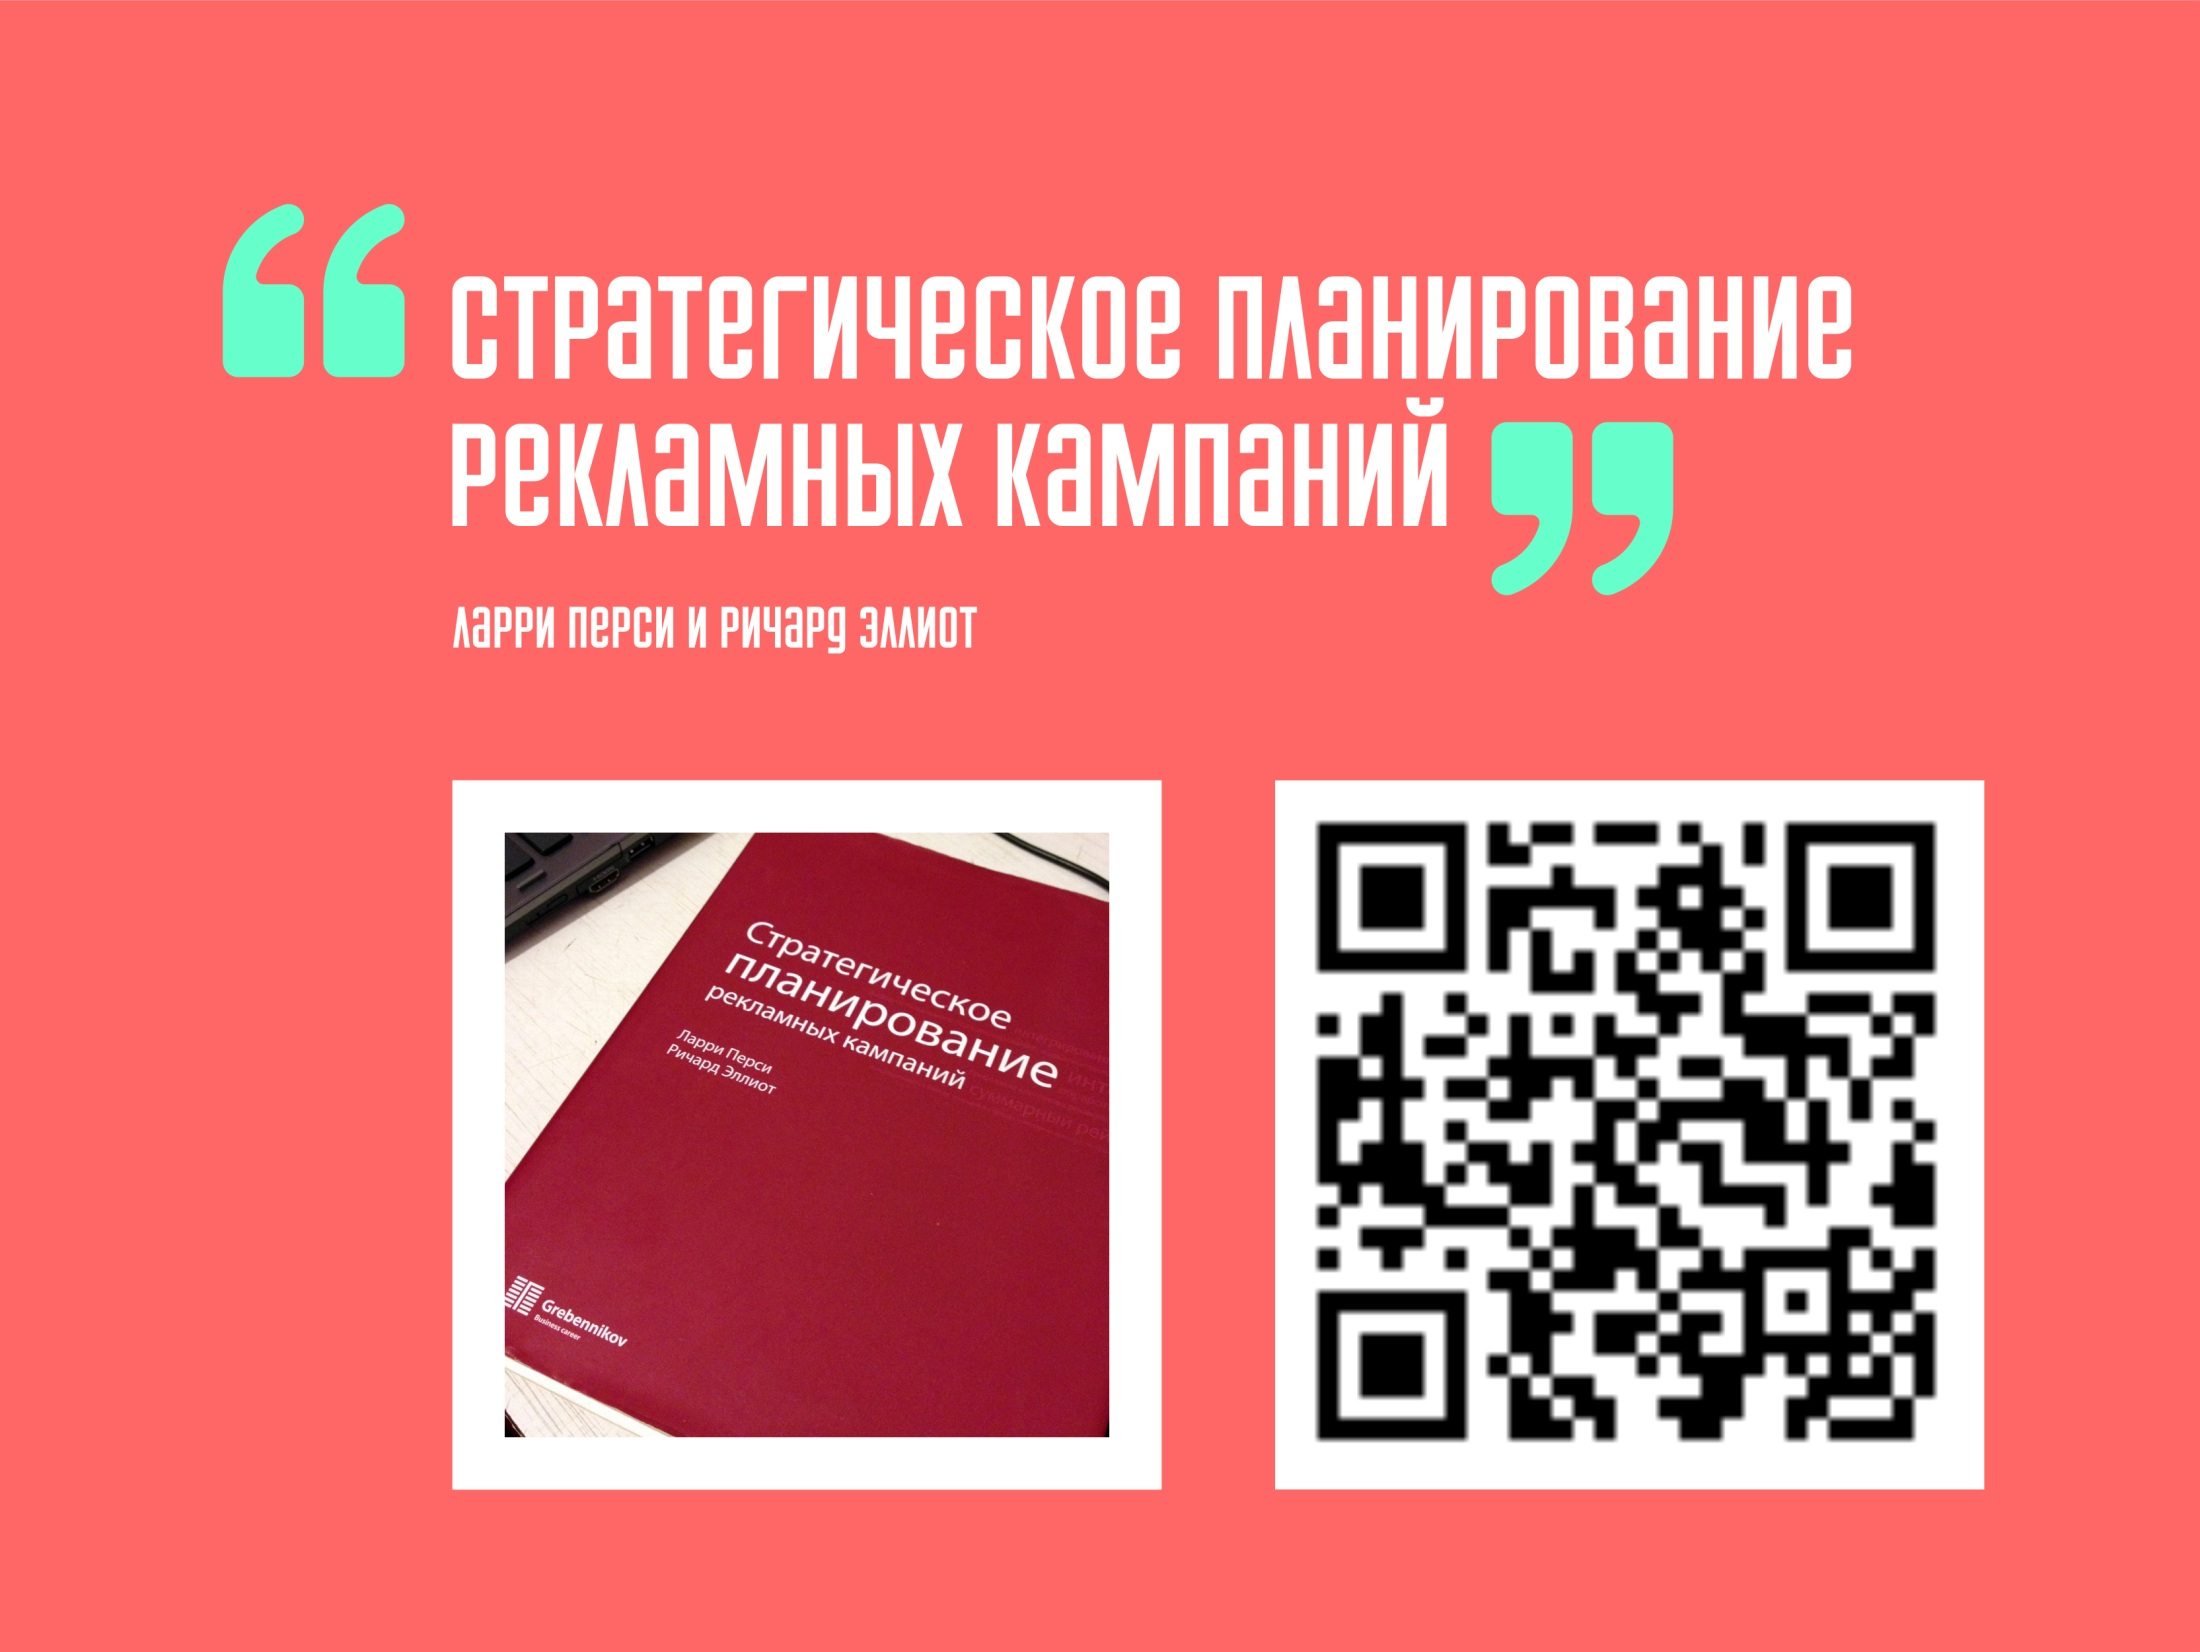 “стратегическое планирование
рекламных кампаний”
Ларри Перси и Ричард Эллиот
Стратегическое
планирование
рекламных кампаний
Ларри Перси
Ричард Эллиот
Grebennikov
Business career